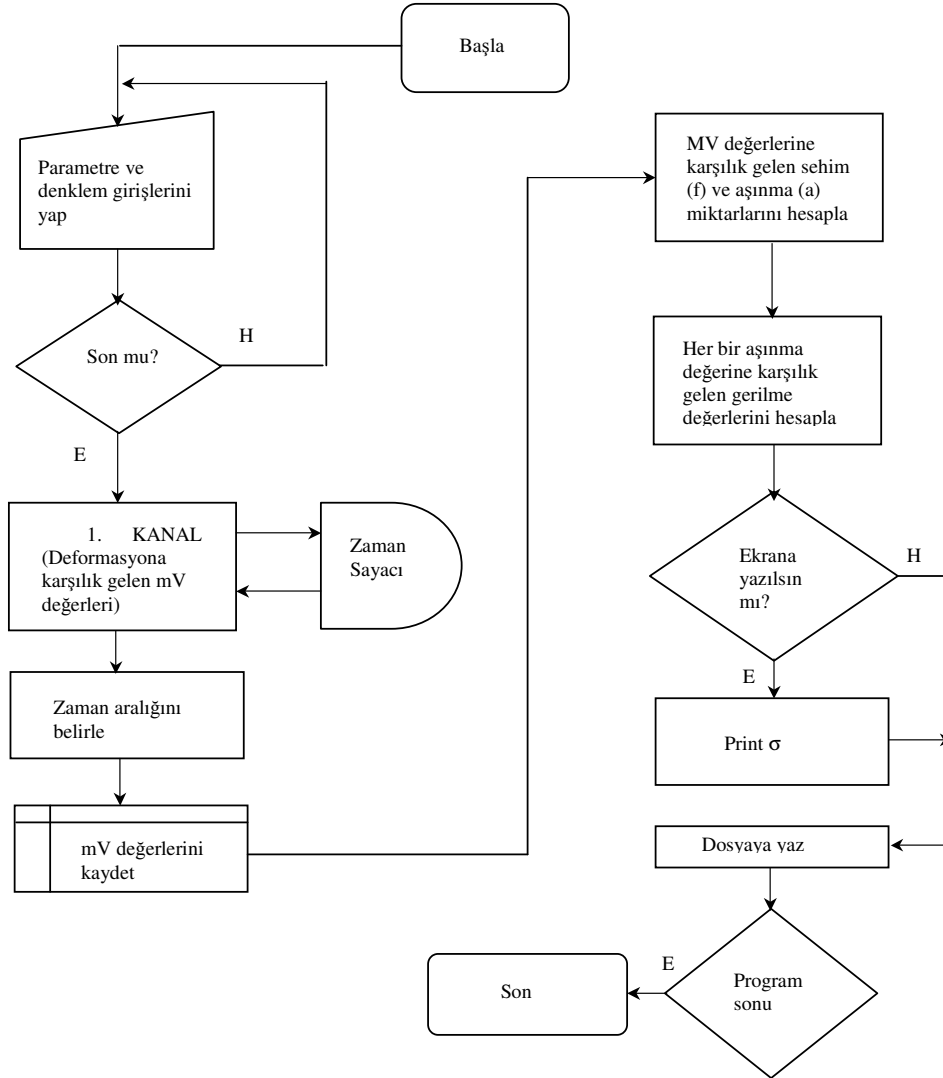 Başla
Parametre ve
denklem girişlerini
yap
Son mu?
H
E
1. KANAL
(Deformasyona
karşılık gelen mV
değerleri)
Zaman
Sayacı
Zaman aralığını
belirle
mV değerlerini
kaydet
MV değerlerine
karşılık gelen sehim
(f) ve aşınma (a)
miktarlarını hesapla
Her bir aşınma
değerine karşılık
gelen gerilme
değerlerini hesapla
Ekrana
yazılsın
mı?
H
E
Print σ
Dosyaya yaz
Program
sonu
E
Son